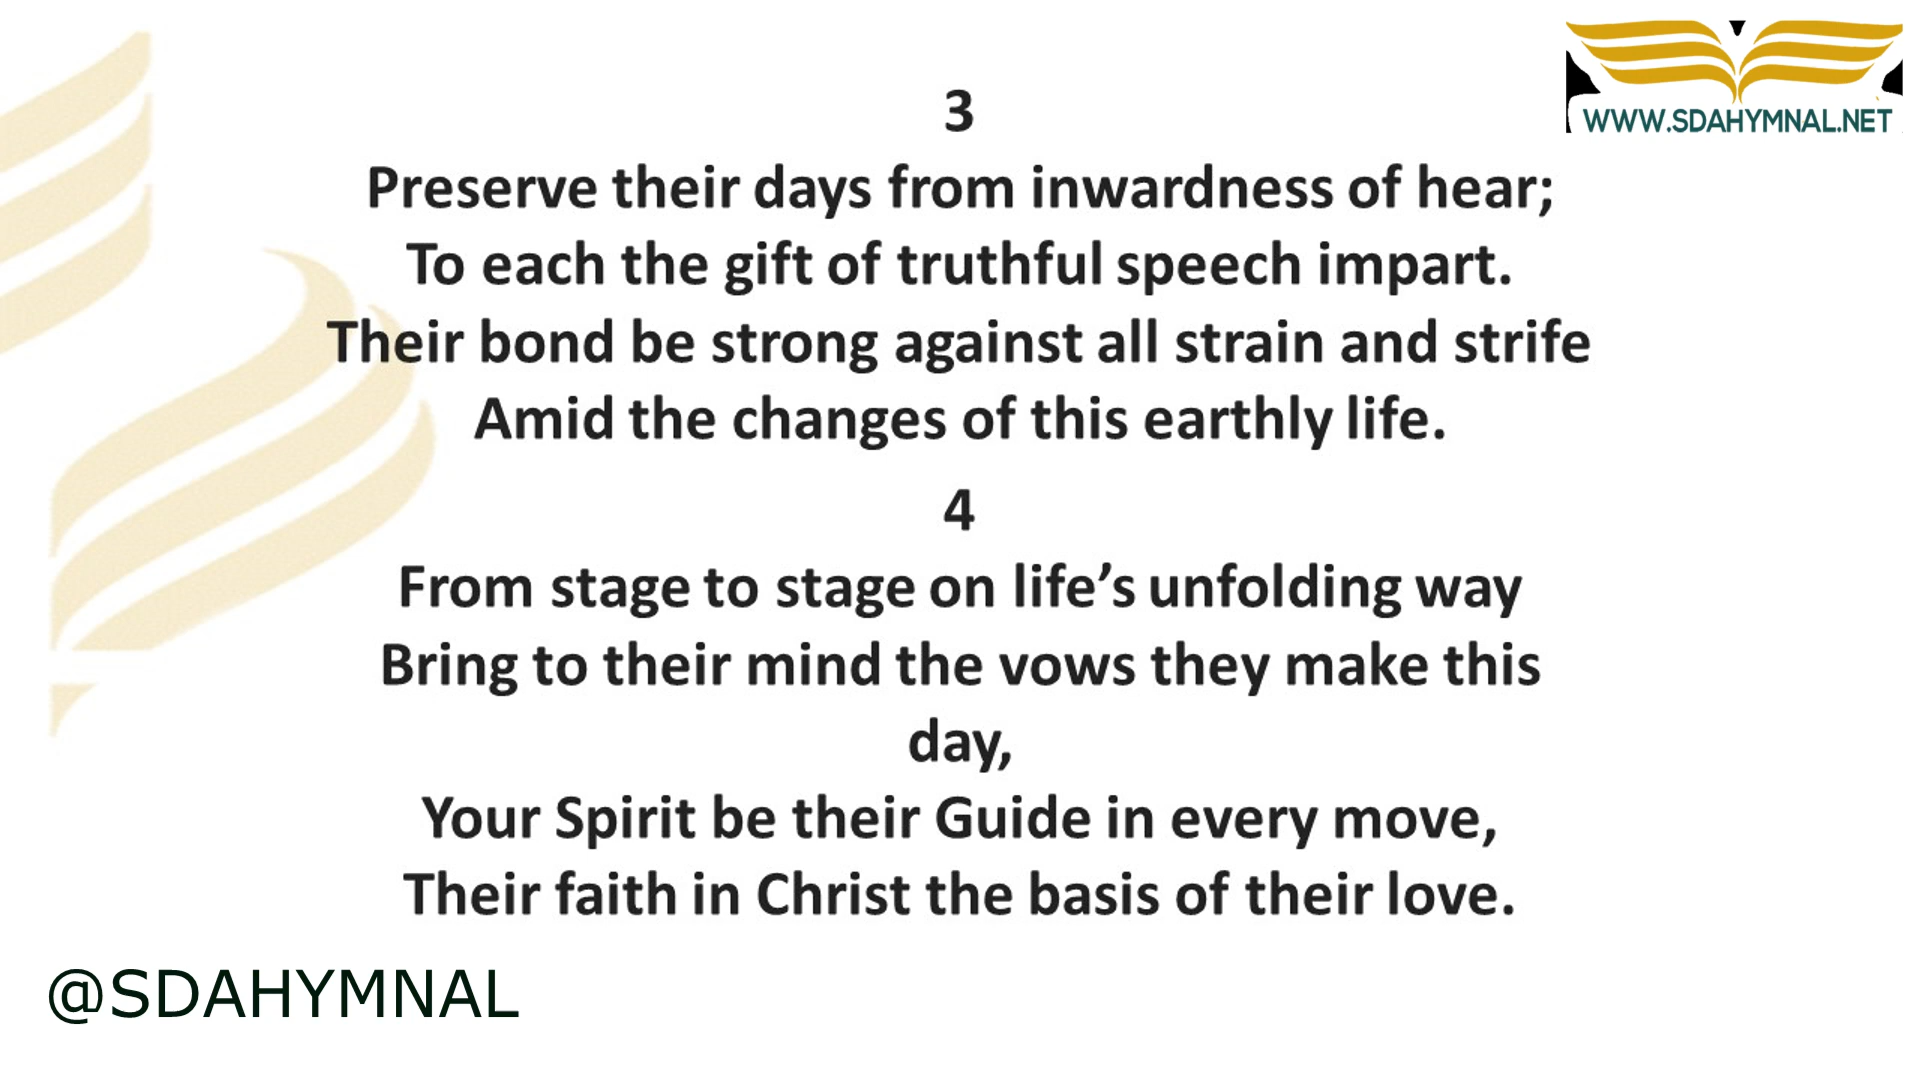 WWW.SDAHYMNAL.NET
3
Preserve their days from inwardness of hear;
To each the gift of truthful speech impart.
Their bond be strong against all strain and strife
Amid the changes of this earthly life.
4
From stage to stage on life’s unfolding way
Bring to their mind the vows they make this
day,
Your Spirit be their Guide in every move,
Their faith in Christ the basis of their love.
@SDAHYMNAL